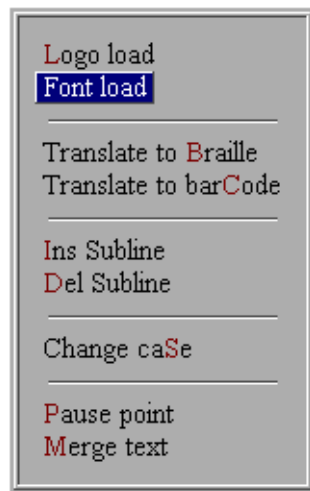 Logo load
Font load
Translate to Braille
Translate to barCode
Ins Subline
Del Subline
Change caSe
Pause point
Merge text